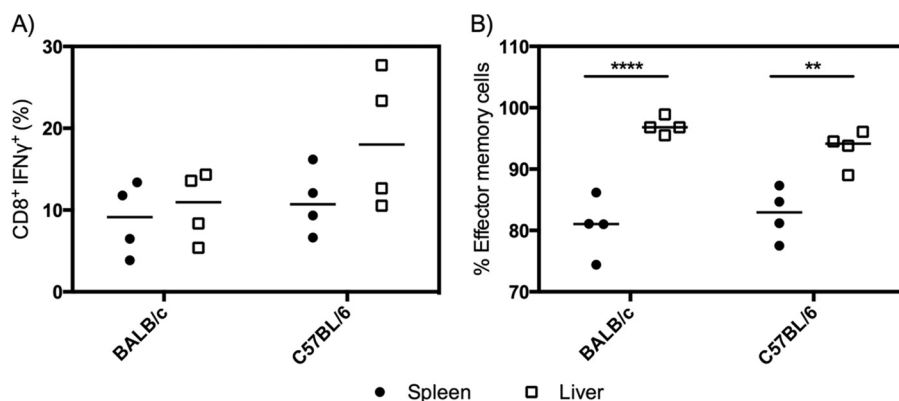 A)
B)
CD8⁺ IFNγ⁺ (%)
30
20
10
0
BALB/c
C57BL/6
% Effector memory cells
110
100
90
80
70
****
**
BALB/c
C57BL/6
Spleen
Liver